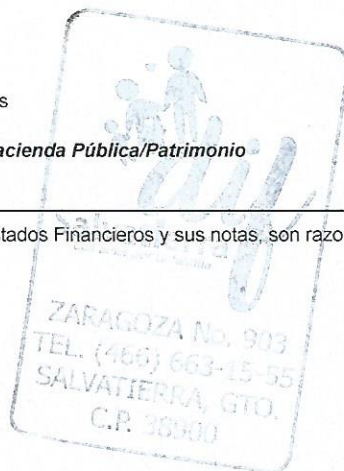 s
acienda Pública/Patrimonio
tados Financieros y sus notas, son razo
dif
ZARAGOZA No. 903
TEL. (466) 663-15-55
SALVATIERRA, GTO.
C.P. 38900